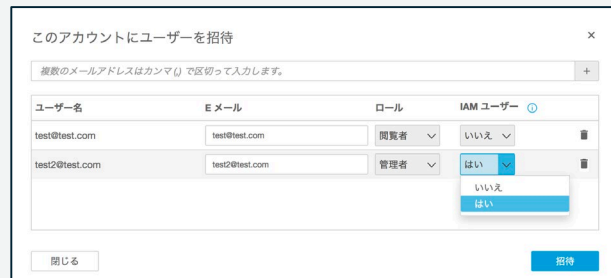 このアカウントにユーザーを招待 ×
複数のメールアドレスはカンマ (,) で区切って入力します。 +
ユーザー名 E メール ロール IAM ユーザー
test@test.com test@test.com 閲覧者 いいえ
test2@test.com test2@test.com 管理者 はい
いいえ
はい
閉じる 招待